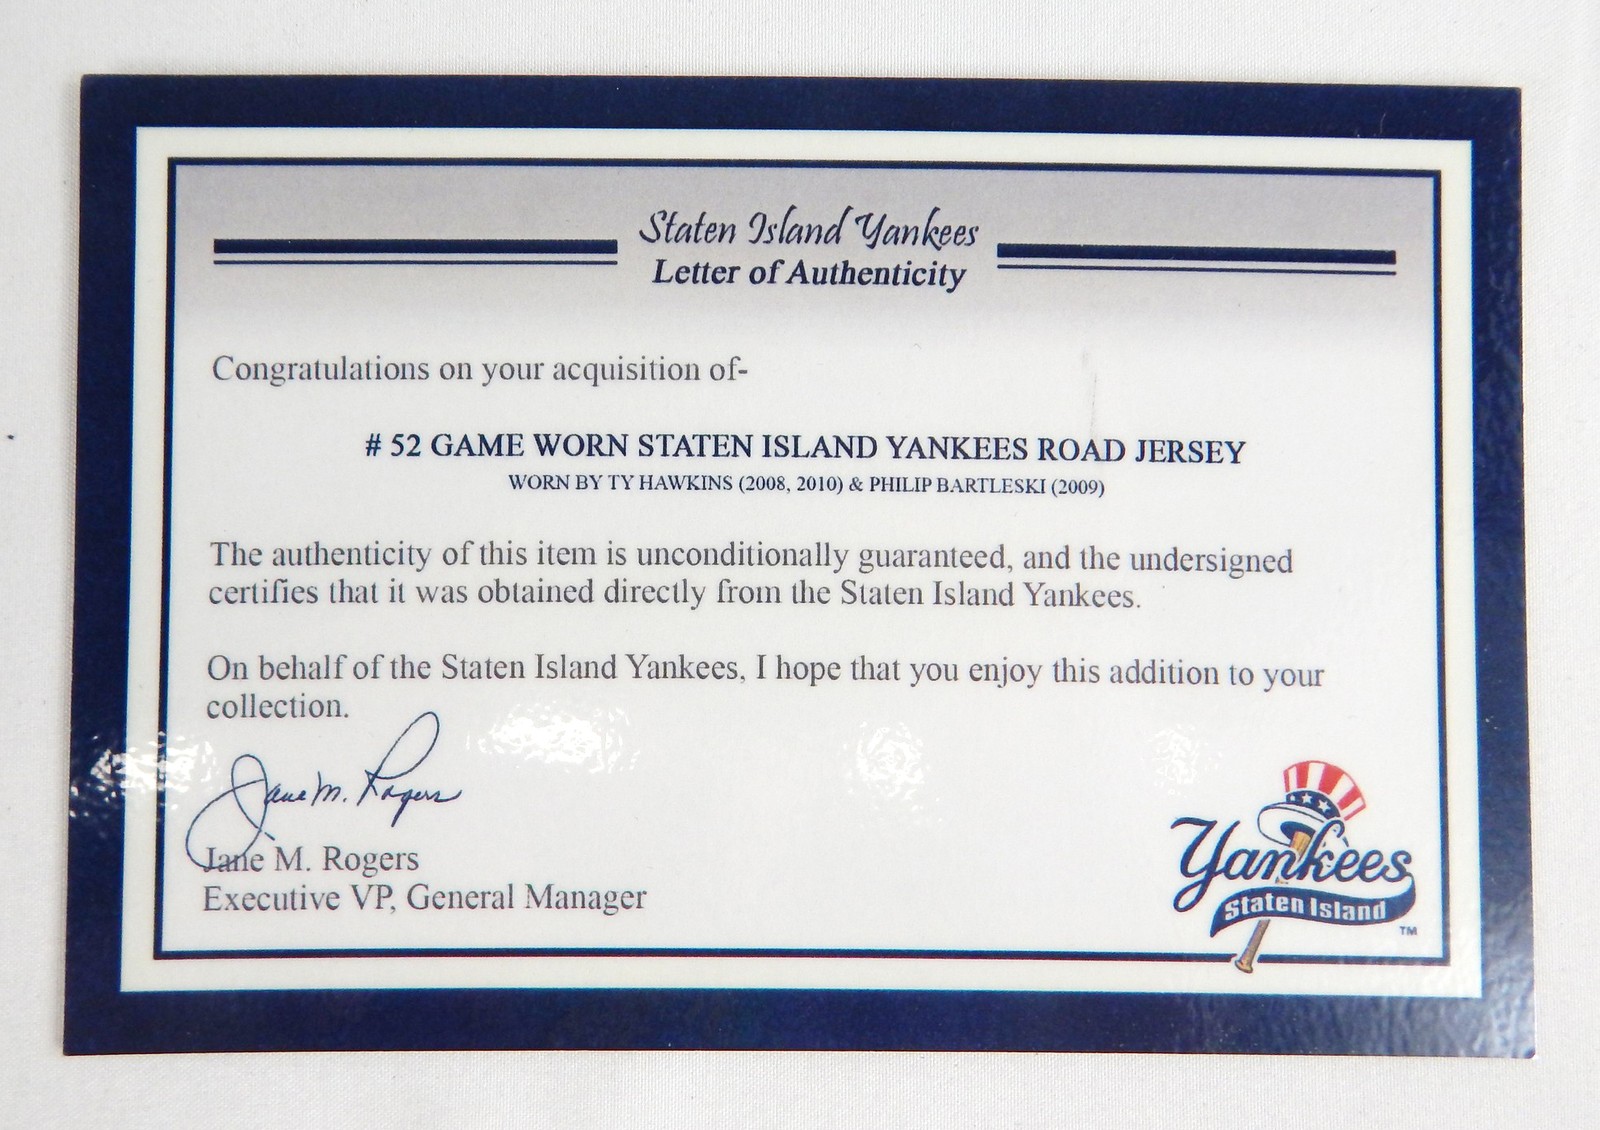 Staten Island Yankees
Letter of Authenticity
Congratulations on your acquisition of-
# 52 GAME WORN STATEN ISLAND YANKEES ROAD JERSEY
WORN BY TY HAWKINS (2008, 2010) & PHILIP BARTLESKI (2009)
The authenticity of this item is unconditionally guaranteed, and the undersigned
certifies that it was obtained directly from the Staten Island Yankees.
On behalf of the Staten Island Yankees, I hope that you enjoy this addition to your
collection.
Jane M. Rogers
Jane M. Rogers
Executive VP, General Manager
Yankees
Staten Island
TM